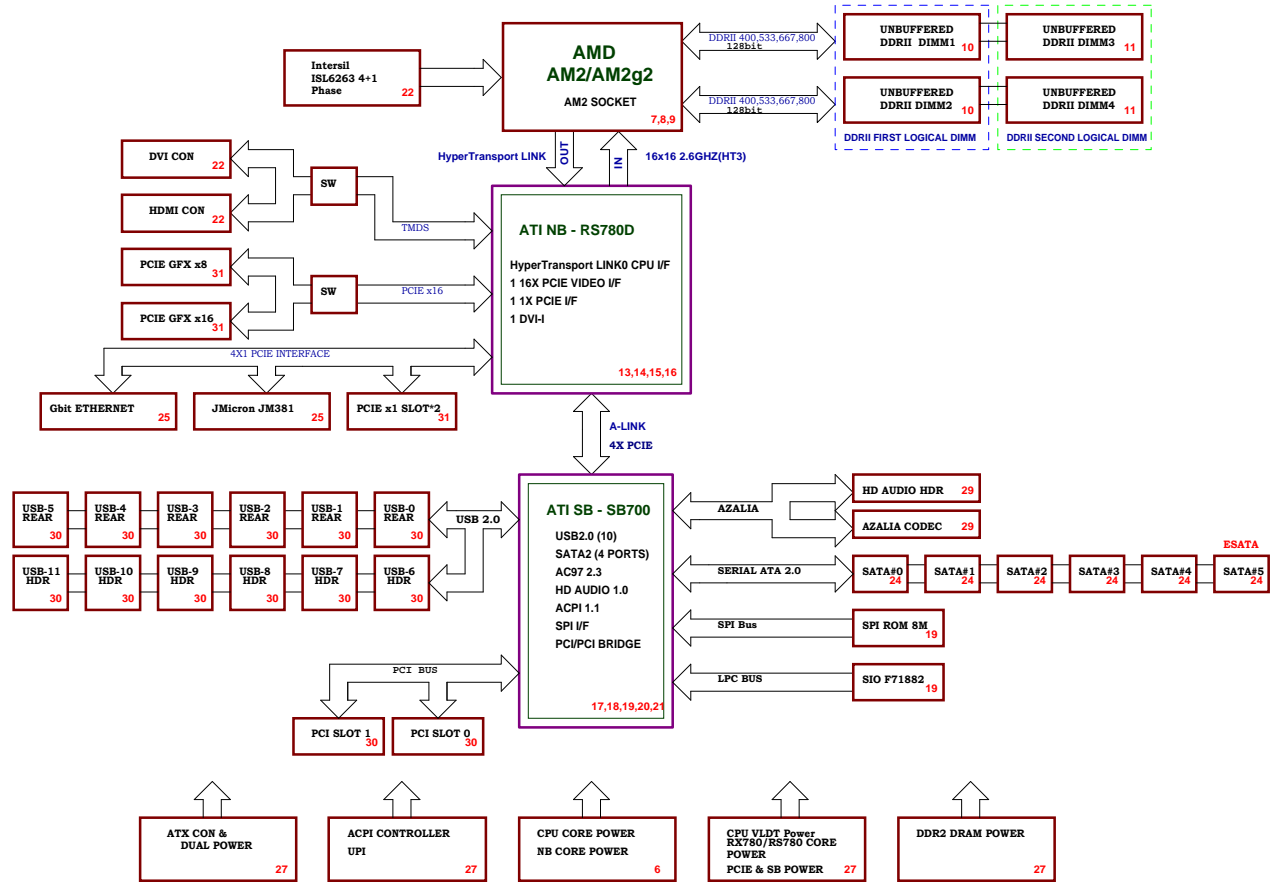 AMD
AM2/AM2g2
AM2 SOCKET
7,8,9
Intersil
ISL6263 4+1
Phase
22
DDRII 400,533,667,800
128bit
DDRII 400,533,667,800
128bit
UNBUFFERED
DDRII DIMM1
10
UNBUFFERED
DDRII DIMM3
11
UNBUFFERED
DDRII DIMM2
10
UNBUFFERED
DDRII DIMM4
11
DDRII FIRST LOGICAL DIMM
DDRII SECOND LOGICAL DIMM
HyperTransport LINK
OUT
IN
16x16 2.6GHZ(HT3)
DVI CON
22
HDMI CON
22
SW
TMDS
PCIE GFX x8
31
PCIE GFX x16
31
SW
PCIE x16
4X1 PCIE INTERFACE
ATI NB - RS780D
HyperTransport LINK0 CPU I/F
1 16X PCIE VIDEO I/F
1 1X PCIE I/F
1 DVI-I
13,14,15,16
Gbit ETHERNET
25
JMicron JM381
25
PCIE x1 SLOT*2
31
A-LINK
4X PCIE
USB-5
REAR
30
USB-4
REAR
30
USB-3
REAR
30
USB-2
REAR
30
USB-1
REAR
30
USB-0
REAR
30
USB 2.0
USB-11
HDR
30
USB-10
HDR
30
USB-9
HDR
30
USB-8
HDR
30
USB-7
HDR
30
USB-6
HDR
30
ATI SB - SB700
USB2.0 (10)
SATA2 (4 PORTS)
AC97 2.3
HD AUDIO 1.0
ACPI 1.1
SPI I/F
PCI/PCI BRIDGE
17,18,19,20,21
AZALIA
HD AUDIO HDR
29
AZALIA CODEC
29
SERIAL ATA 2.0
SATA#0
24
SATA#1
24
SATA#2
24
SATA#3
24
SATA#4
24
ESATA
SATA#5
24
SPI Bus
SPI ROM 8M
19
LPC BUS
SIO F71882
19
PCI BUS
PCI SLOT 1
30
PCI SLOT 0
30
ATX CON &
DUAL POWER
27
ACPI CONTROLLER
UPI
27
CPU CORE POWER
NB CORE POWER
6
CPU VLDT Power
RX780/RS780 CORE
POWER
PCIE & SB POWER
27
DDR2 DRAM POWER
27